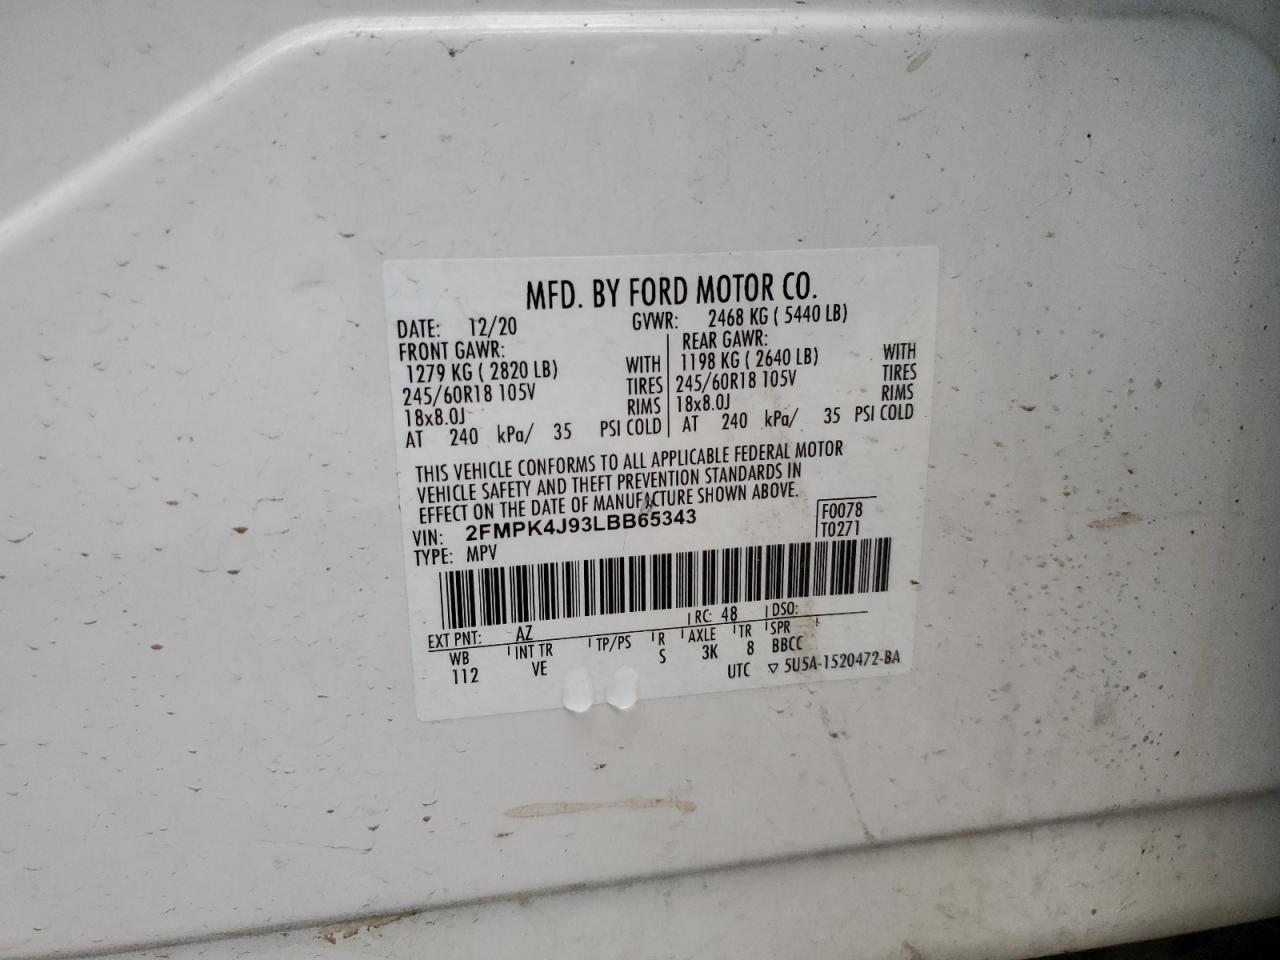 MFD. BY FORD MOTOR CO.
DATE: 12/20 GVWR: 2468 KG ( 5440 LB)
FRONT GAWR: REAR GAWR:
1279 KG ( 2820 LB) WITH 1198 KG ( 2640 LB) WITH
245/60R18 105V TIRES 245/60R18 105V TIRES
18x8.0J RIMS 18x8.0J RIMS
AT 240 kPa/ 35 PSI COLD AT 240 kPa/ 35 PSI COLD
THIS VEHICLE CONFORMS TO ALL APPLICABLE FEDERAL MOTOR
VEHICLE SAFETY AND THEFT PREVENTION STANDARDS IN
EFFECT ON THE DATE OF MANUFACTURE SHOWN ABOVE.
VIN: 2FMPK4J93LBB65343 F0078
TYPE: MPV T0271
EXT PNT: AZ RC: 48 DSO:
WB INT TR TP/PS R AXLE TR SPR
112 VE S 3K 8 BBCC
UTC ▽ 5U5A-1520472-BA